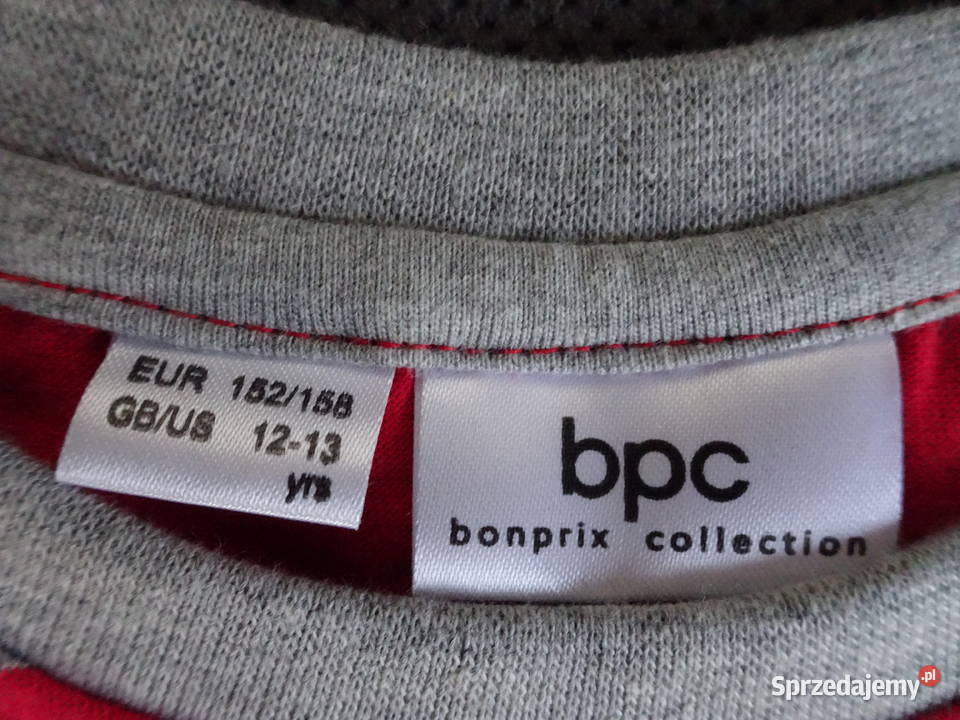 EUR 152/158
GB/US 12-13
yrs
bpc
bonprix collection
Sprzedajemy.pl